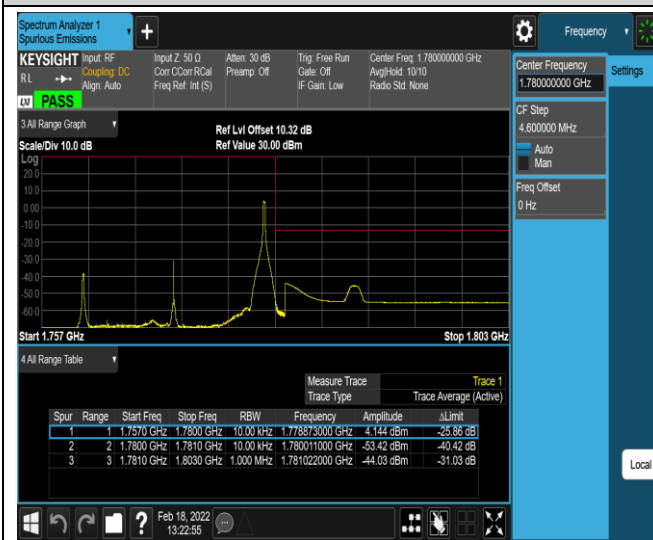 Spectrum Analyzer 1
Spurious Emissions
Frequency
KEYSIGHT Input: RF Input Z: 50 Ω Atten: 30 dB Trig: Free Run Center Freq: 1.780000000 GHz
RL Coupling: DC Corr CCorr RCal Preamp: Off Gate: Off Avg|Hold: 10/10
Align: Auto Freq Ref: Int (S) IF Gain: Low Radio Std: None
LXI PASS
3 All Range Graph
Ref Lvl Offset 10.32 dB
Scale/Div 10.0 dB Ref Value 30.00 dBm
Log
20.0
10.0
0.00
-10.0
-20.0
-30.0
-40.0
-50.0
-60.0
Start 1.757 GHz Stop 1.803 GHz
4 All Range Table
Measure Trace Trace 1
Trace Type Trace Average (Active)
Spur Range Start Freq Stop Freq RBW Frequency Amplitude ΔLimit
1 1 1.7570 GHz 1.7800 GHz 10.00 kHz 1.778873000 GHz 4.144 dBm -25.86 dB
2 2 1.7800 GHz 1.7810 GHz 10.00 kHz 1.780011000 GHz -53.42 dBm -40.42 dB
3 3 1.7810 GHz 1.8030 GHz 1.000 MHz 1.781022000 GHz -44.03 dBm -31.03 dB
Feb 18, 2022
13:22:55
Center Frequency
1.780000000 GHz
Settings
CF Step
4.600000 MHz
Auto
Man
Freq Offset
0 Hz
Local